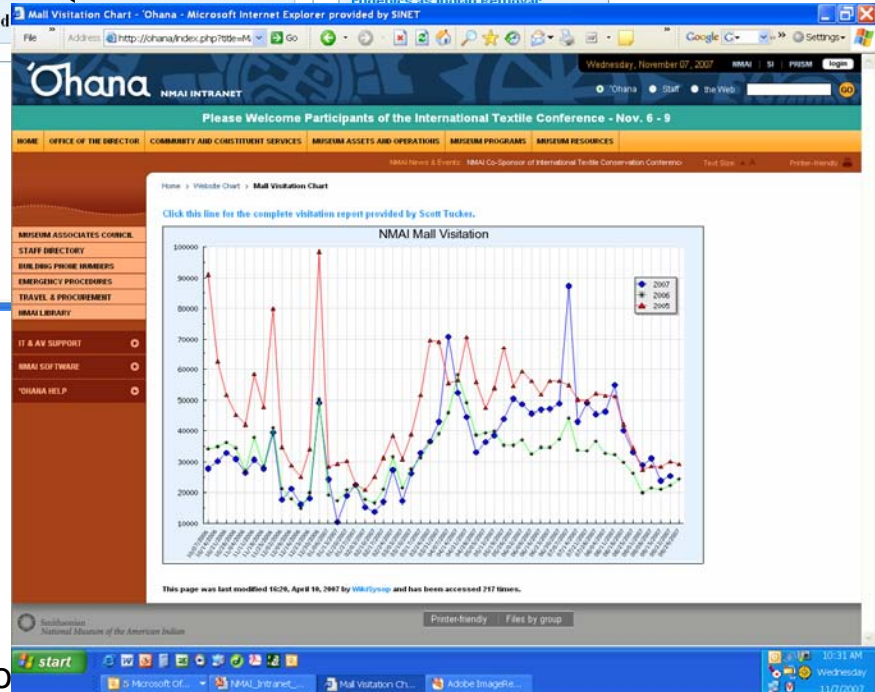 Eugenics as Indian Removal
Mall Visitation Chart - 'Ohana - Microsoft Internet Explorer provided by SINET
File
Address
http://ohana/index.php?title=M
Go
Google
G
Settings
'Ohana
NMAI INTRANET
Wednesday, November 07, 2007
NMAI | SI | PRISM
login
'Ohana
Staff
the Web
GO
Please Welcome Participants of the International Textile Conference - Nov. 6 - 9
HOME
OFFICE OF THE DIRECTOR
COMMUNITY AND CONSTITUENT SERVICES
MUSEUM ASSETS AND OPERATIONS
MUSEUM PROGRAMS
MUSEUM RESOURCES
NMAI News & Events:
NMAI Co-Sponsor of International Textile Conservation Conferenc
Text Size: A A
Printer-friendly
Home > Website Chart > Mall Visitation Chart
Click this line for the complete visitation report provided by Scott Tucker.
MUSEUM ASSOCIATES COUNCIL
STAFF DIRECTORY
BUILDING PHONE NUMBERS
EMERGENCY PROCEDURES
TRAVEL & PROCUREMENT
NMAI LIBRARY
IT & AV SUPPORT
NMAI SOFTWARE
'OHANA HELP
NMAI Mall Visitation
100000
90000
80000
70000
60000
50000
40000
30000
20000
10000
2007
2006
2005
This page was last modified 16:20, April 10, 2007 by WikiSysop and has been accessed 217 times.
Smithsonian
National Museum of the American Indian
Printer-friendly | Files by group
start
5 Microsoft Of...
NMAI_Intranet_...
Mall Visitation Ch...
Adobe ImageRe...
10:31 AM
Wednesday
11/7/2007